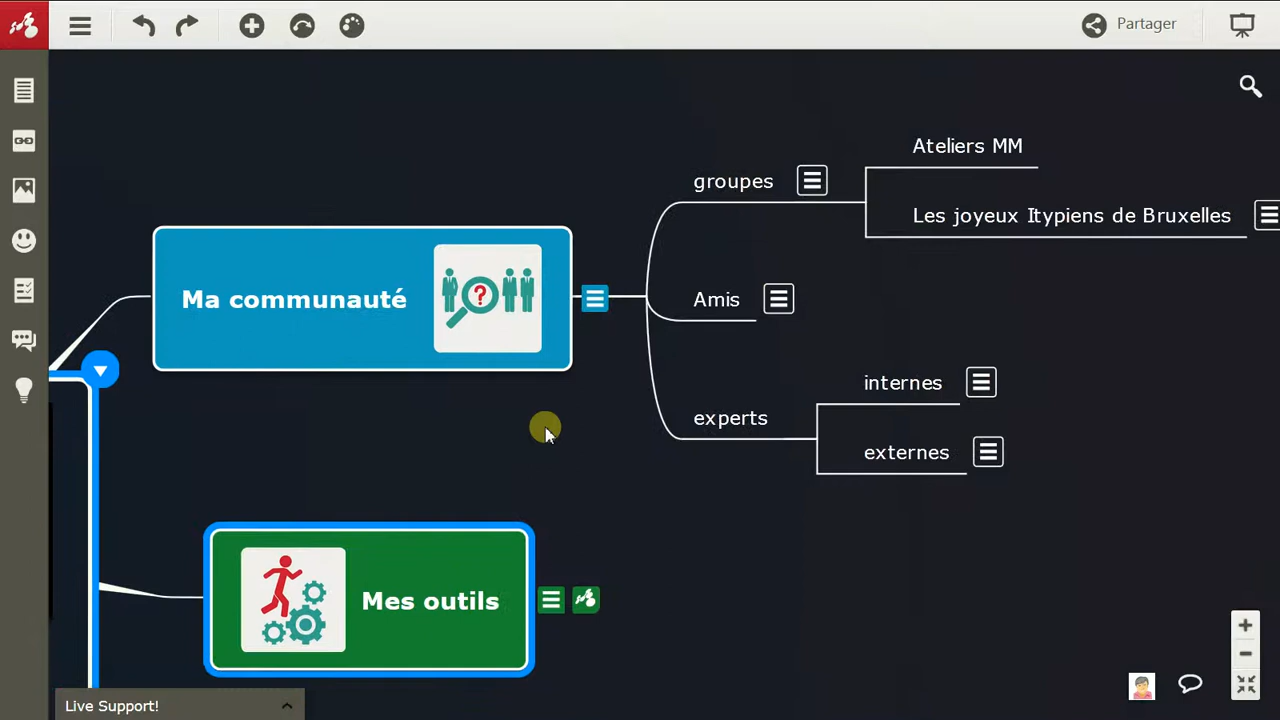 Partager
Ateliers MM
groupes
Les joyeux Itypiens de Bruxelles
Ma communauté
?
Amis
internes
experts
externes
Mes outils
Live Support!